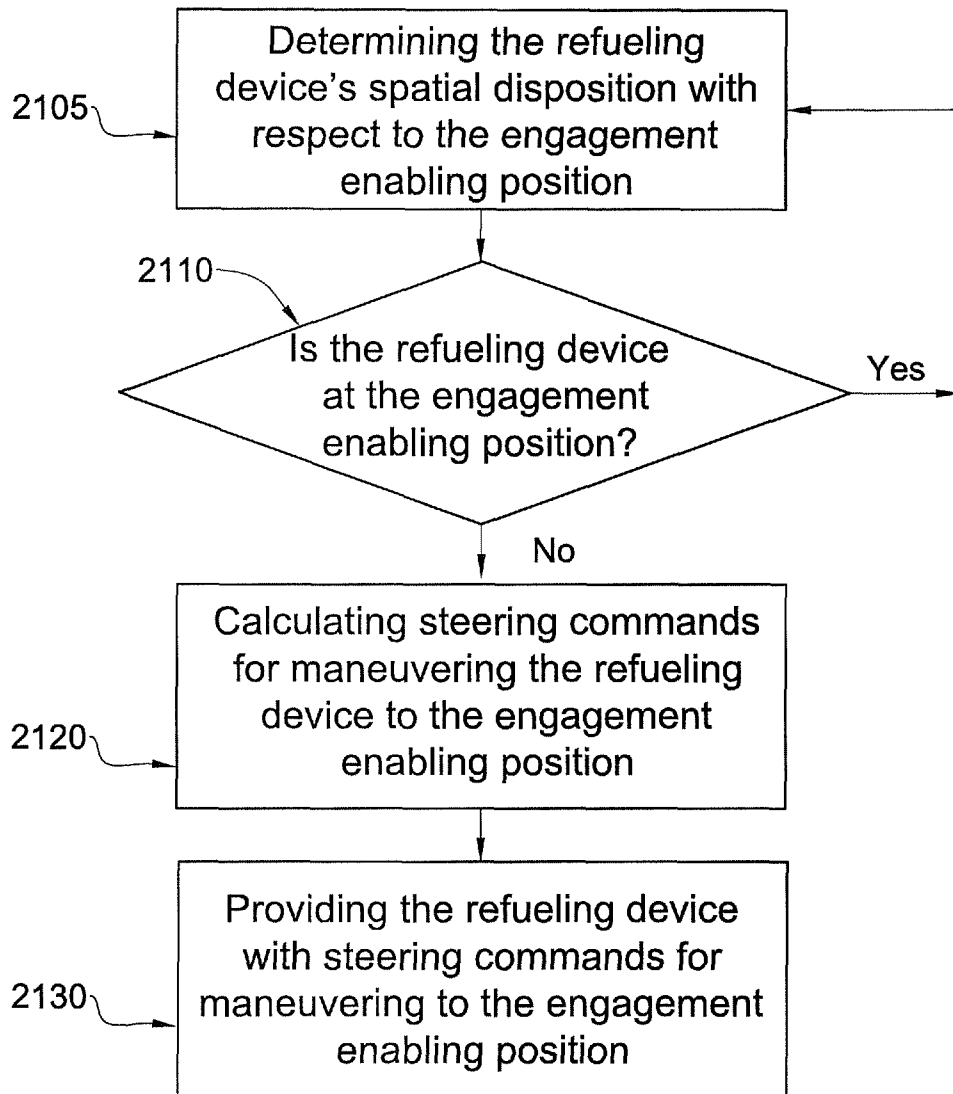 Determining the refueling
device's spatial disposition with
respect to the engagement
enabling position
2105
2110
Is the refueling device
at the engagement
enabling position?
Yes
No
Calculating steering commands
for maneuvering the refueling
device to the engagement
enabling position
2120
Providing the refueling device
with steering commands for
maneuvering to the engagement
enabling position
2130